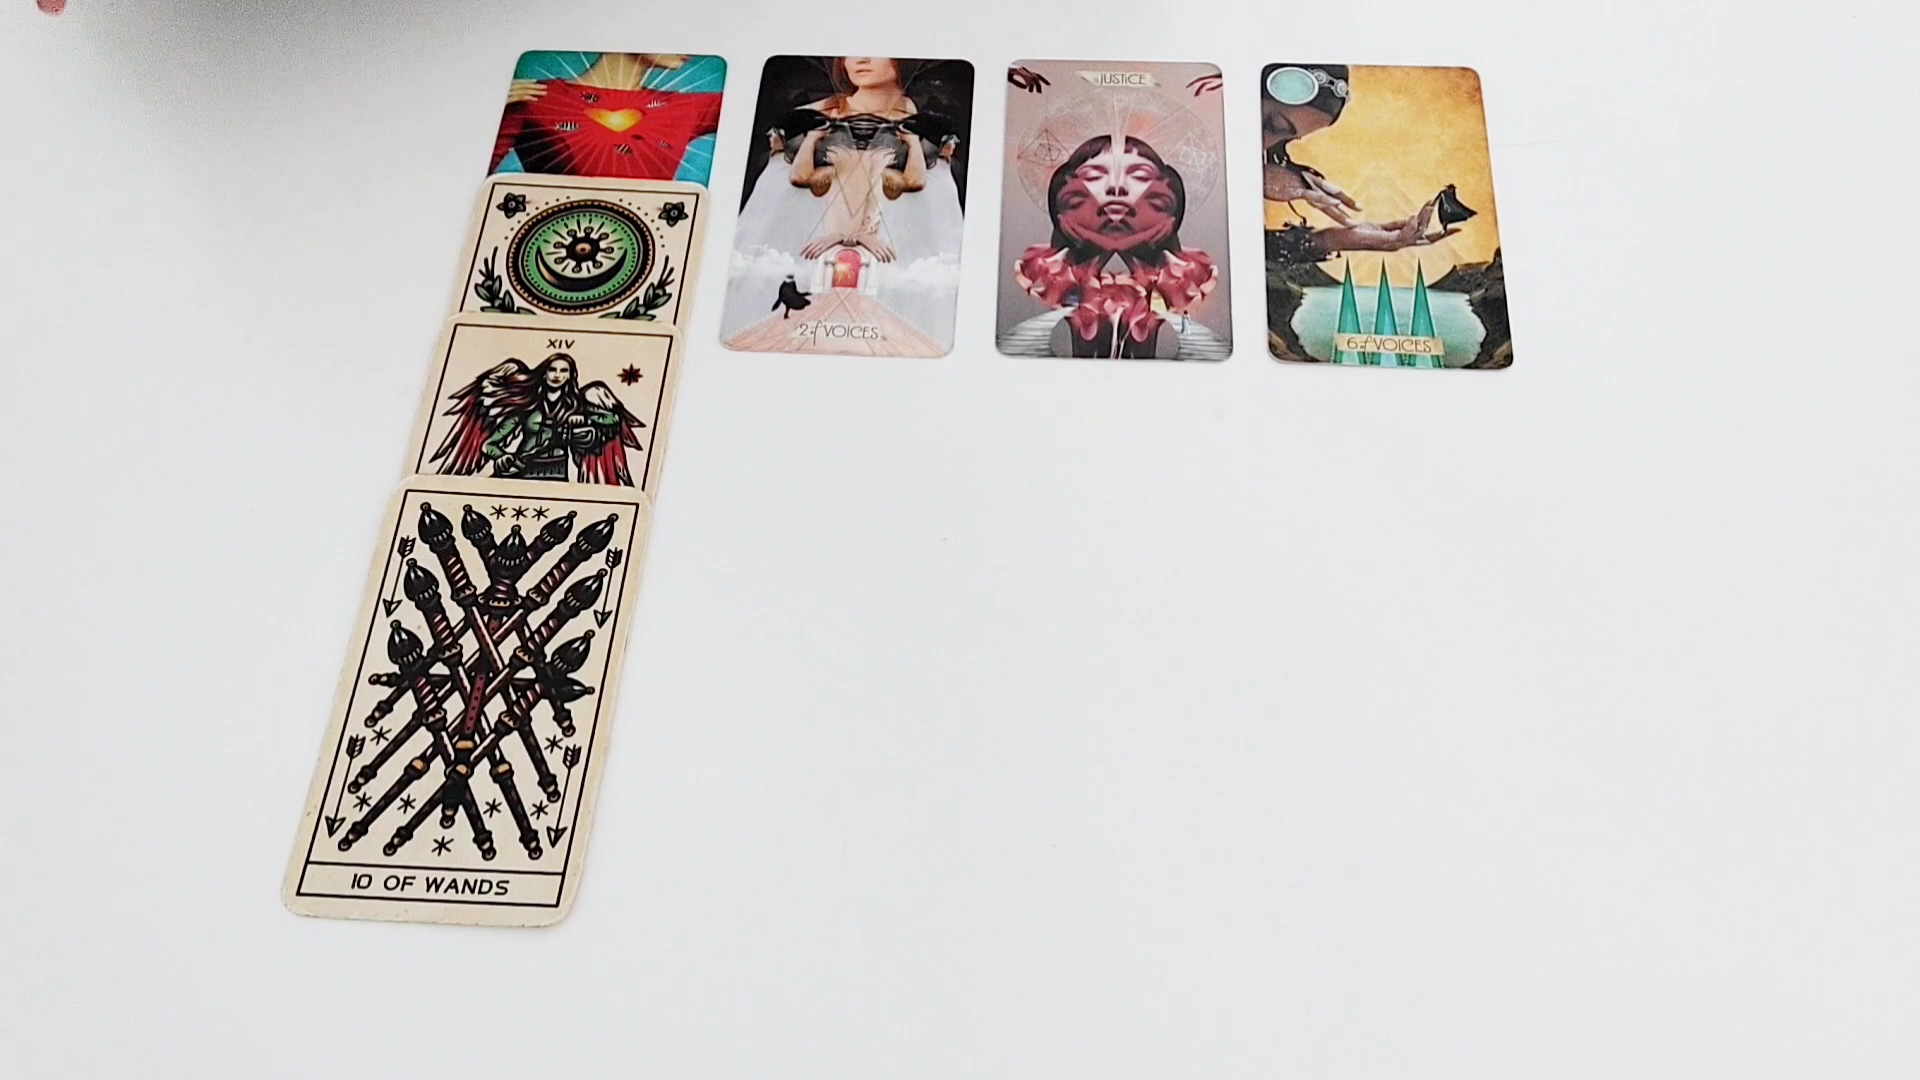 JUSTICE
2 of VOICES
6 of VOICES
XIV
10 OF WANDS